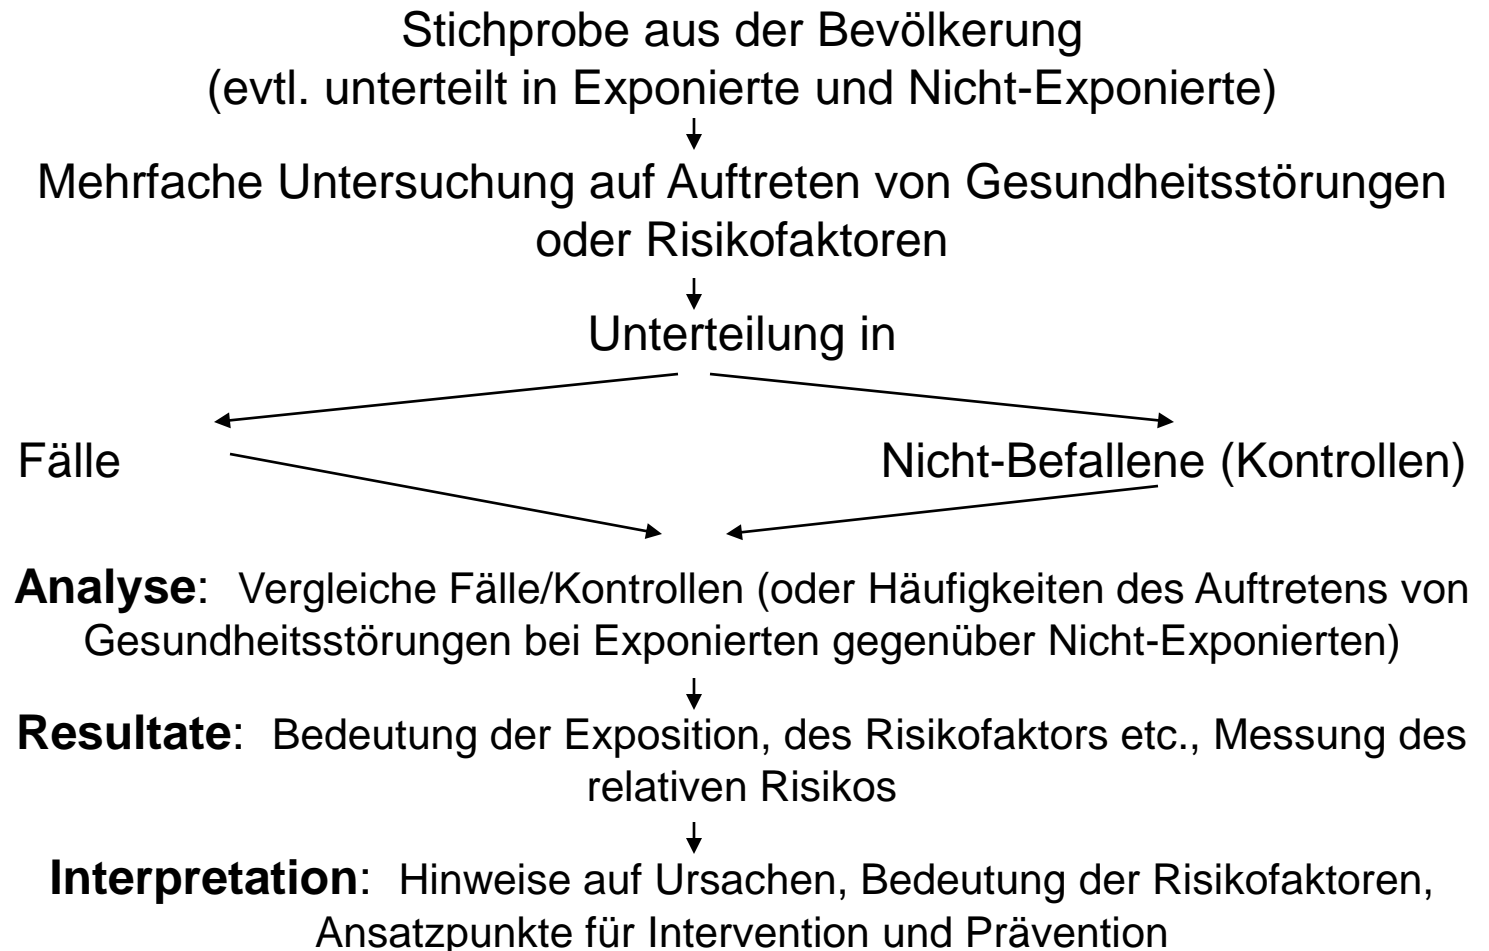 Stichprobe aus der Bevölkerung
(evtl. unterteilt in Exponierte und Nicht-Exponierte)
Mehrfache Untersuchung auf Auftreten von Gesundheitsstörungen
oder Risikofaktoren
Unterteilung in
Fälle Nicht-Befallene (Kontrollen)
Analyse: Vergleiche Fälle/Kontrollen (oder Häufigkeiten des Auftretens von
Gesundheitsstörungen bei Exponierten gegenüber Nicht-Exponierten)
Resultate: Bedeutung der Exposition, des Risikofaktors etc., Messung des
relativen Risikos
Interpretation: Hinweise auf Ursachen, Bedeutung der Risikofaktoren,
Ansatzpunkte für Intervention und Prävention